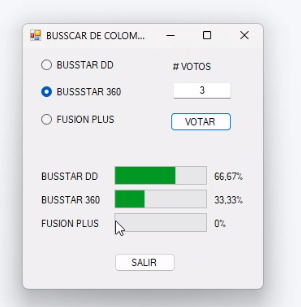 BUSSCAR DE COLOM...
BUSSTAR DD
# VOTOS
BUSSSTAR 360
3
FUSION PLUS
VOTAR
BUSSTAR DD 66,67%
BUSSTAR 360 33,33%
FUSION PLUS 0%
SALIR